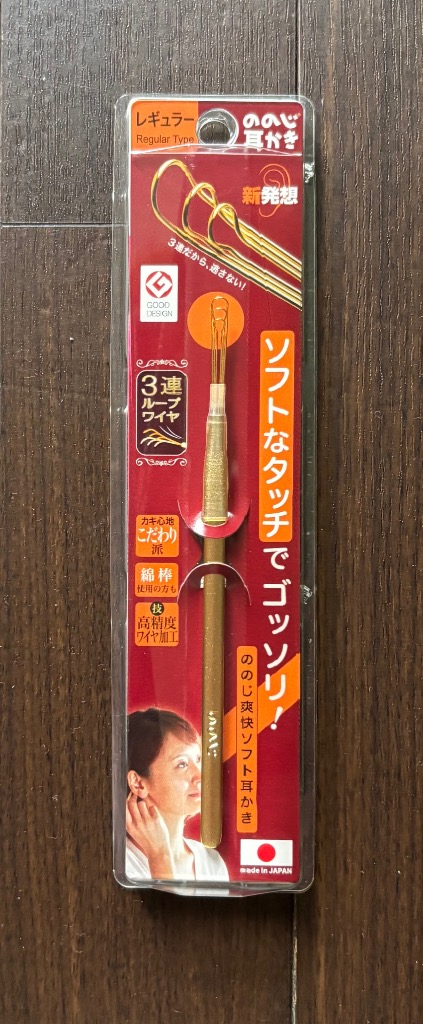 レギュラー
Regular Type
ののじ
耳かき
新発想
3連だから、逃さない!
GOOD
DESIGN
3連
ループ
ワイヤ
ソフトなタッチでゴッソリ!
カキ心地
こだわり
派
綿棒
使用の方も
技
高精度
ワイヤ加工
ののじ爽快ソフト耳かき
ののじ
made in JAPAN